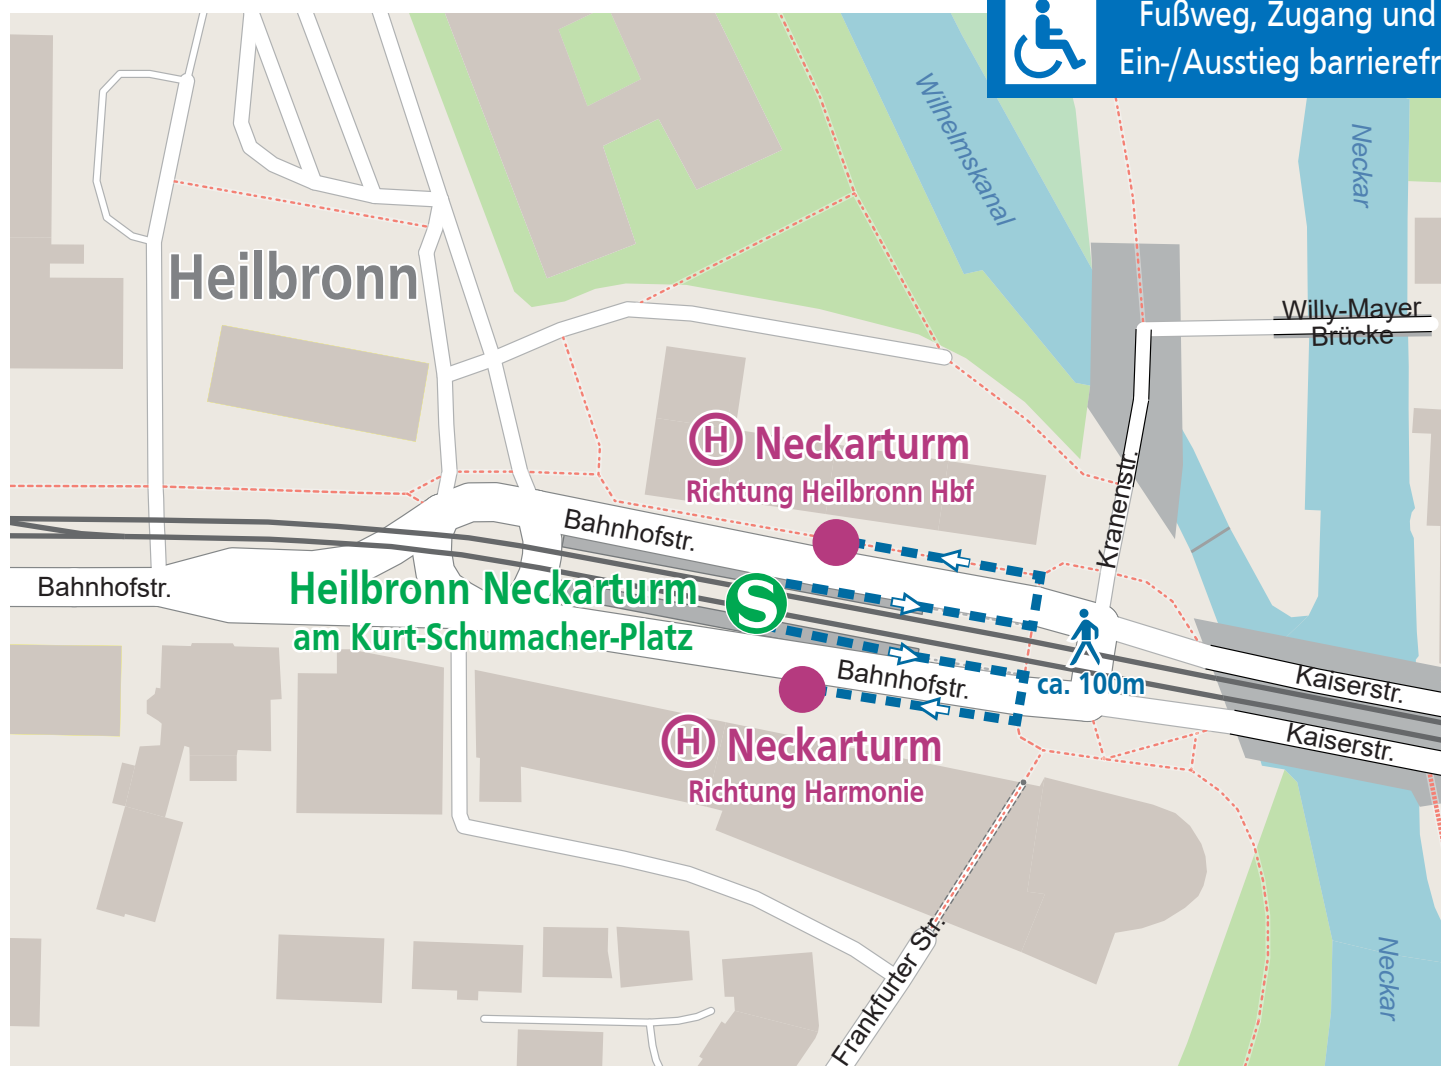 Fußweg, Zugang und
Ein-/Ausstieg barrierefr
Wilhelmskanal
Neckar
Heilbronn
Willy-Mayer
Brücke
H Neckarturm
Richtung Heilbronn Hbf
Kranenstr.
Bahnhofstr.
Bahnhofstr.
Heilbronn Neckarturm
am Kurt-Schumacher-Platz
S
Bahnhofstr.
ca. 100m
Kaiserstr.
Kaiserstr.
H Neckarturm
Richtung Harmonie
Frankfurter Str.
Neckar